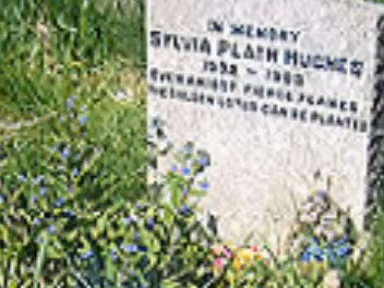 IN MEMORY
SYLVIA PLATH HUGHES
1932 - 1963
EVEN AMIDST FIERCE FLAMES
THE GOLDEN LOTUS CAN BE PLANTED